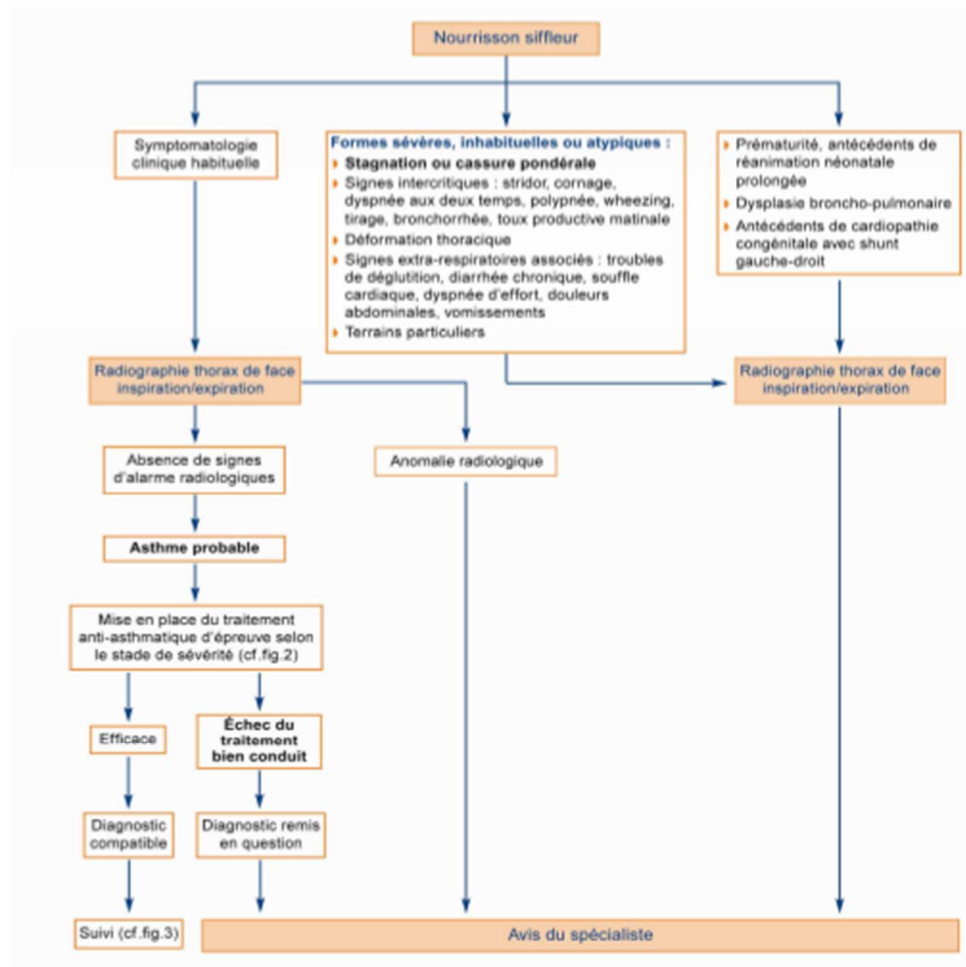 Nourrisson siffleur
Symptomatologie
clinique habituelle
Formes sévères, inhabituelles ou atypiques :
Stagnation ou cassure pondérale
Signes intercritiques : stridor, cornage,
dyspnée aux deux temps, polypnée, wheezing,
tirage, bronchorrhée, toux productive matinale
Déformation thoracique
Signes extra-respiratoires associés : troubles
de déglutition, diarrhée chronique, souffle
cardiaque, dyspnée d'effort, douleurs
abdominales, vomissements
Terrains particuliers
Prématurité, antécédents de
réanimation néonatale
prolongée
Dysplasie broncho-pulmonaire
Antécédents de cardiopathie
congénitale avec shunt
gauche-droit
Radiographie thorax de face
inspiration/expiration
Radiographie thorax de face
inspiration/expiration
Absence de signes
d'alarme radiologiques
Anomalie radiologique
Asthme probable
Mise en place du traitement
anti-asthmatique d'épreuve selon
le stade de sévérité (cf.fig.2)
Efficace
Échec du
traitement
bien conduit
Diagnostic
compatible
Diagnostic remis
en question
Suivi (cf.fig.3)
Avis du spécialiste